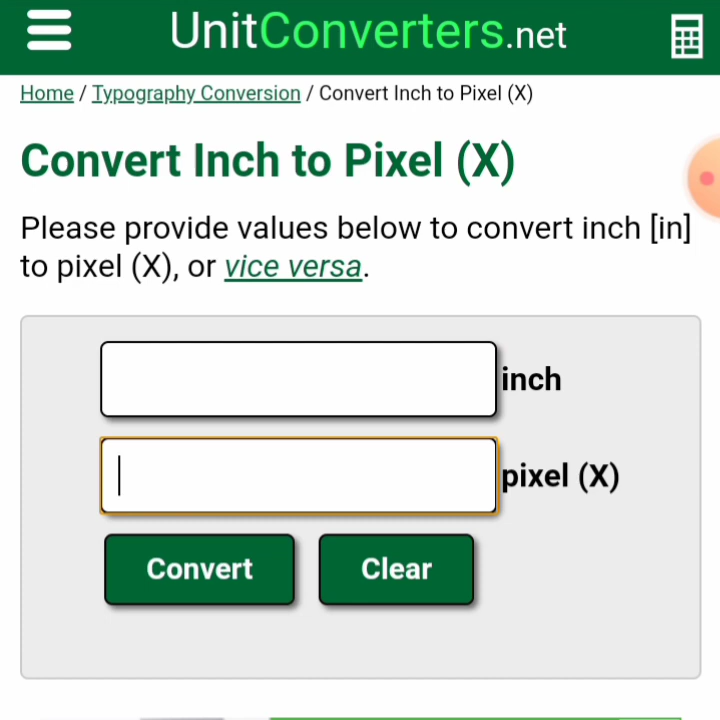 UnitConverters.net
Home / Typography Conversion / Convert Inch to Pixel (X)
Convert Inch to Pixel (X)
Please provide values below to convert inch [in]
to pixel (X), or vice versa.
inch
pixel (X)
Convert Clear